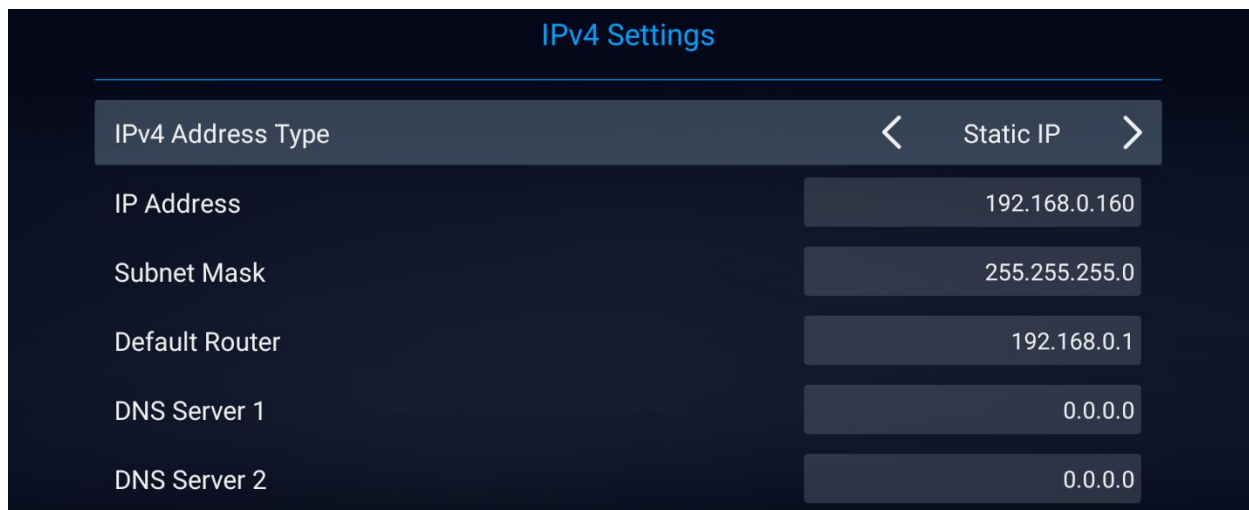 IPv4 Settings
IPv4 Address Type Static IP
IP Address 192.168.0.160
Subnet Mask 255.255.255.0
Default Router 192.168.0.1
DNS Server 1 0.0.0.0
DNS Server 2 0.0.0.0